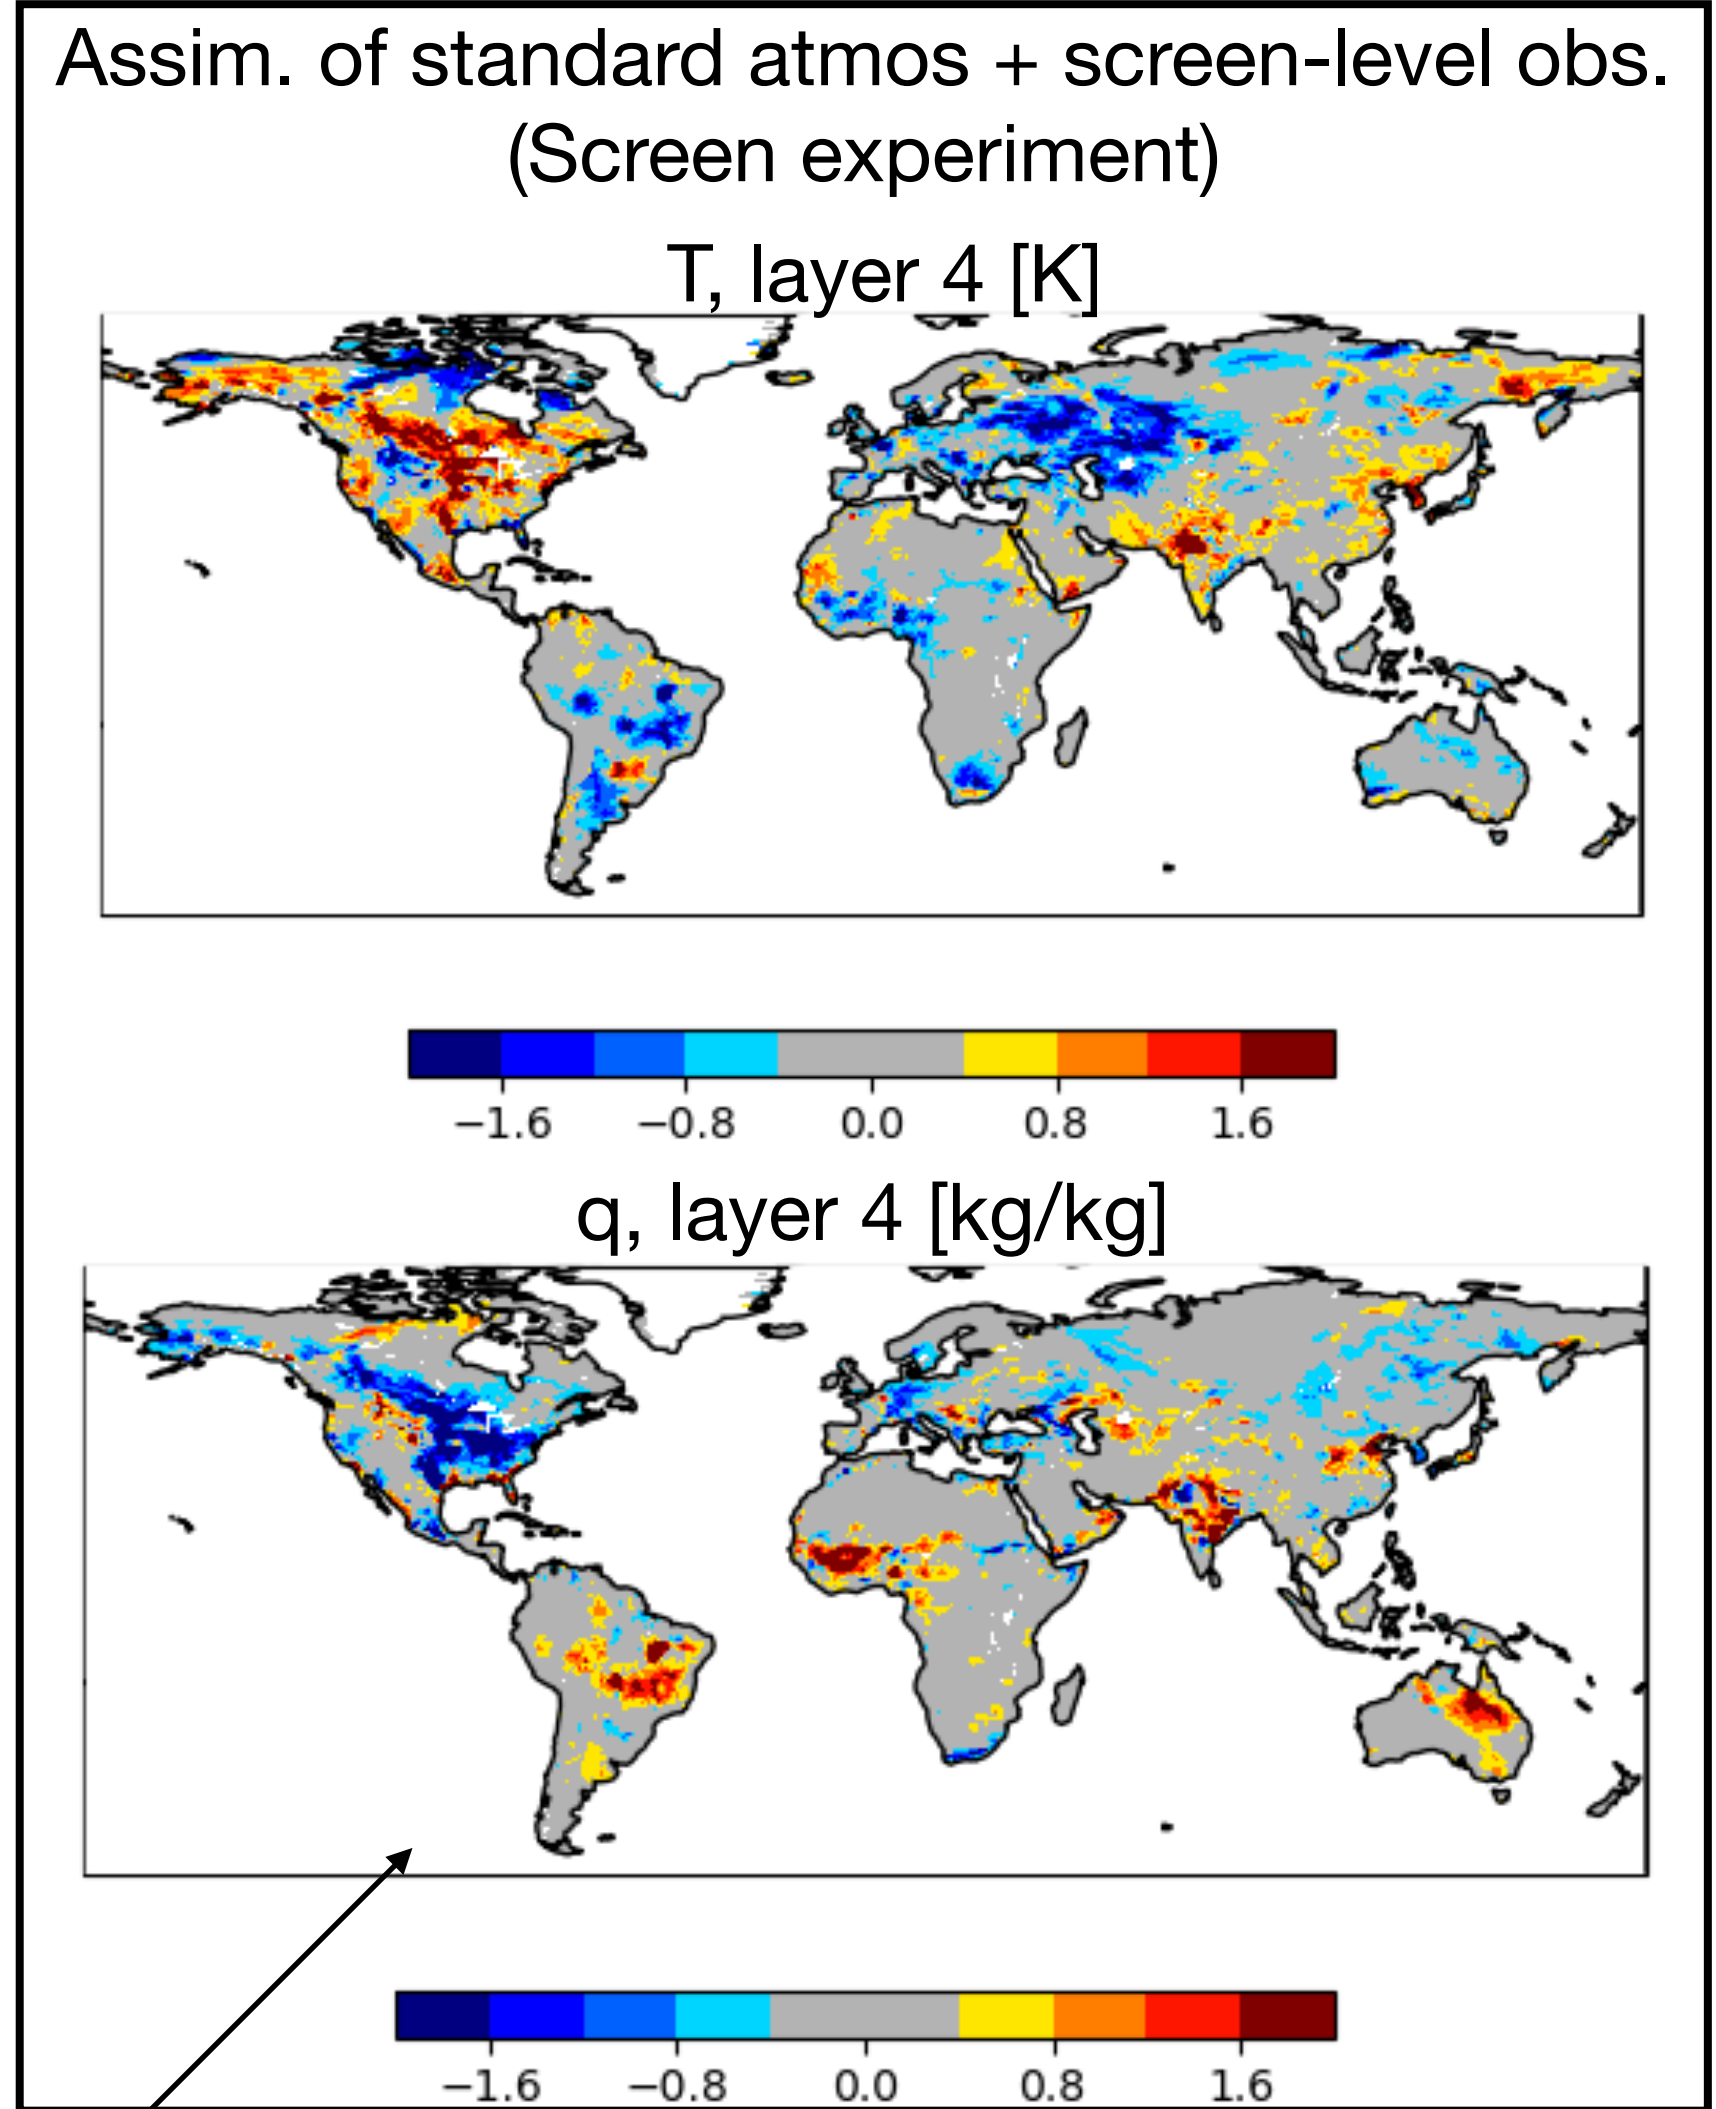 Assim. of standard atmos + screen-level obs.
(Screen experiment)
T, layer 4 [K]
−1.6 −0.8 0.0 0.8 1.6
q, layer 4 [kg/kg]
−1.6 −0.8 0.0 0.8 1.6